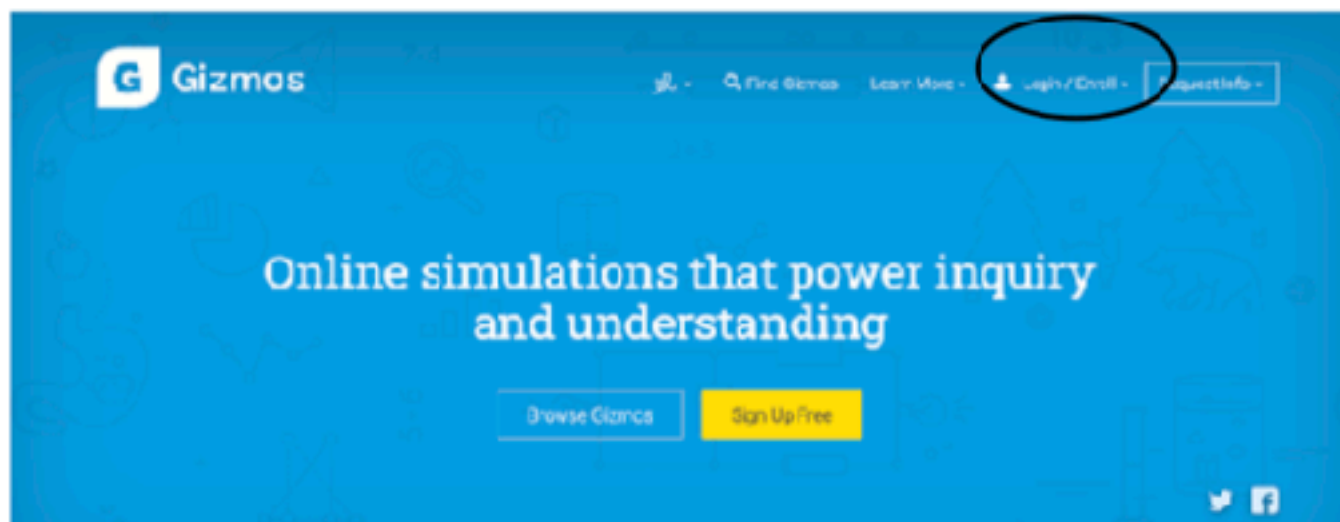 G Gizmos
Find Gizmos Learn More Login / Enroll Request Info
Online simulations that power inquiry
and understanding
Browse Gizmos Sign Up Free